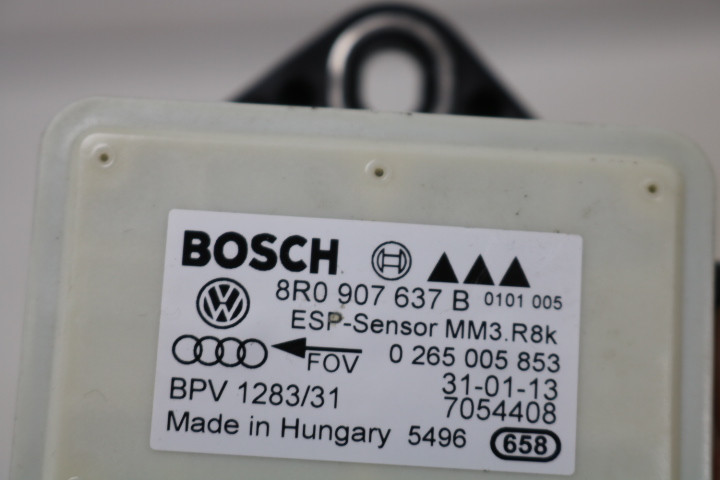 BOSCH
8R0 907 637 B 0101 005
ESP-Sensor MM3.R8k
FOV 0 265 005 853
BPV 1283/31 31-01-13
7054408
Made in Hungary 5496 658